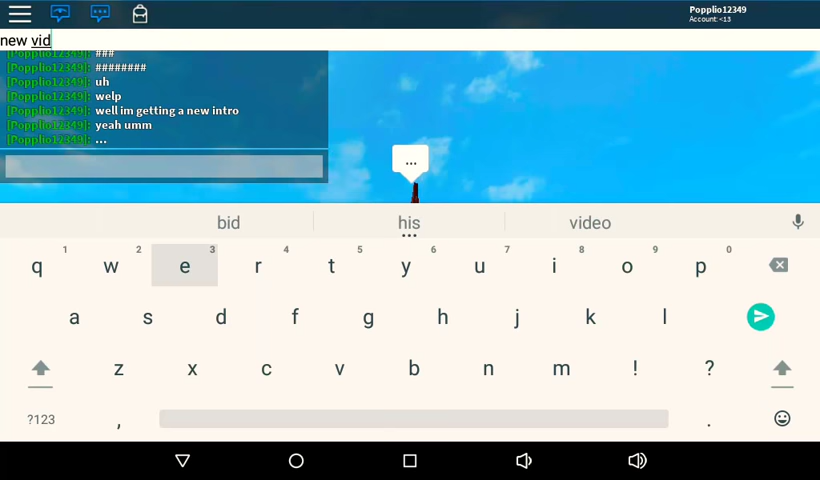 Popplio12349
Account: <13
new vid
[Popplio12349]: ###
[Popplio12349]: ########
[Popplio12349]: uh
[Popplio12349]: welp
[Popplio12349]: well im getting a new intro
[Popplio12349]: yeah umm
[Popplio12349]: ...
...
bid his video
...
1 2 3 4 5 6 7 8 9 0
q w e r t y u i o p
a s d f g h j k l
z x c v b n m ! ?
?123 , .